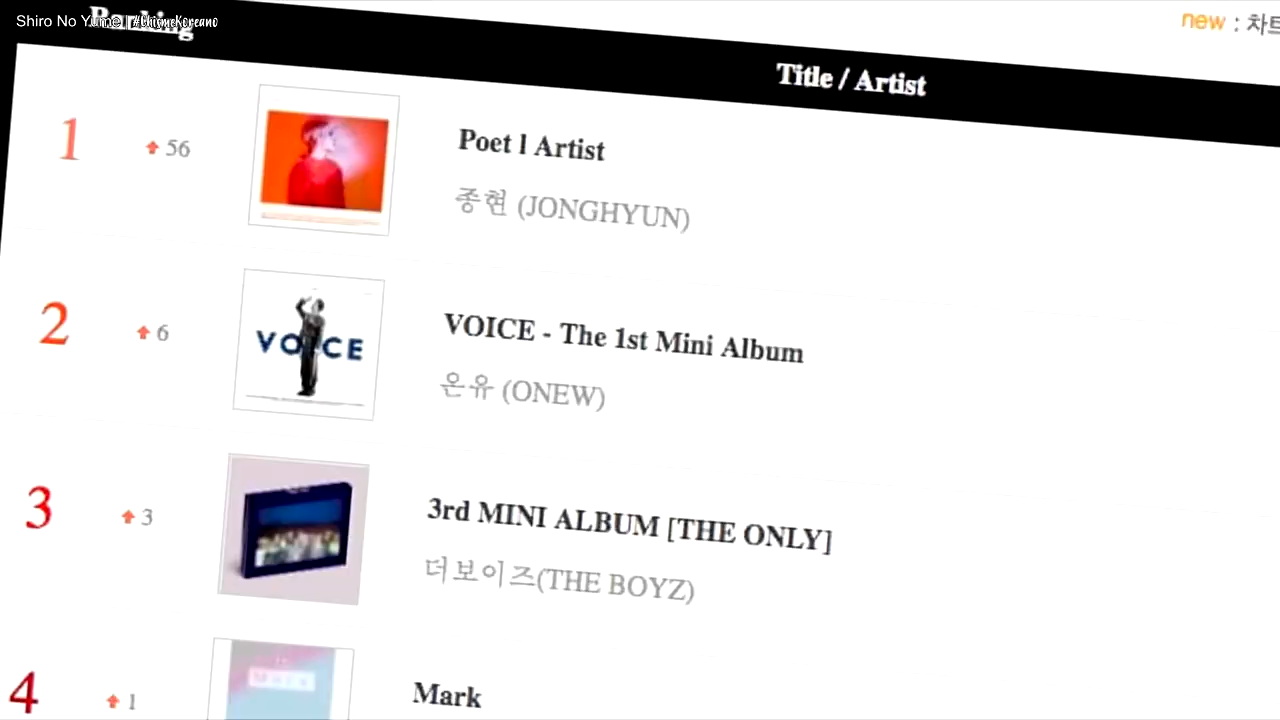 Shiro No Yume | #ChismeKoreano
Ranking
new : 차트
Title / Artist
1
56
Poet l Artist
종현 (JONGHYUN)
2
6
VOICE
VOICE - The 1st Mini Album
온유 (ONEW)
3
3
3rd MINI ALBUM [THE ONLY]
더보이즈(THE BOYZ)
4
1
Mark
Mark